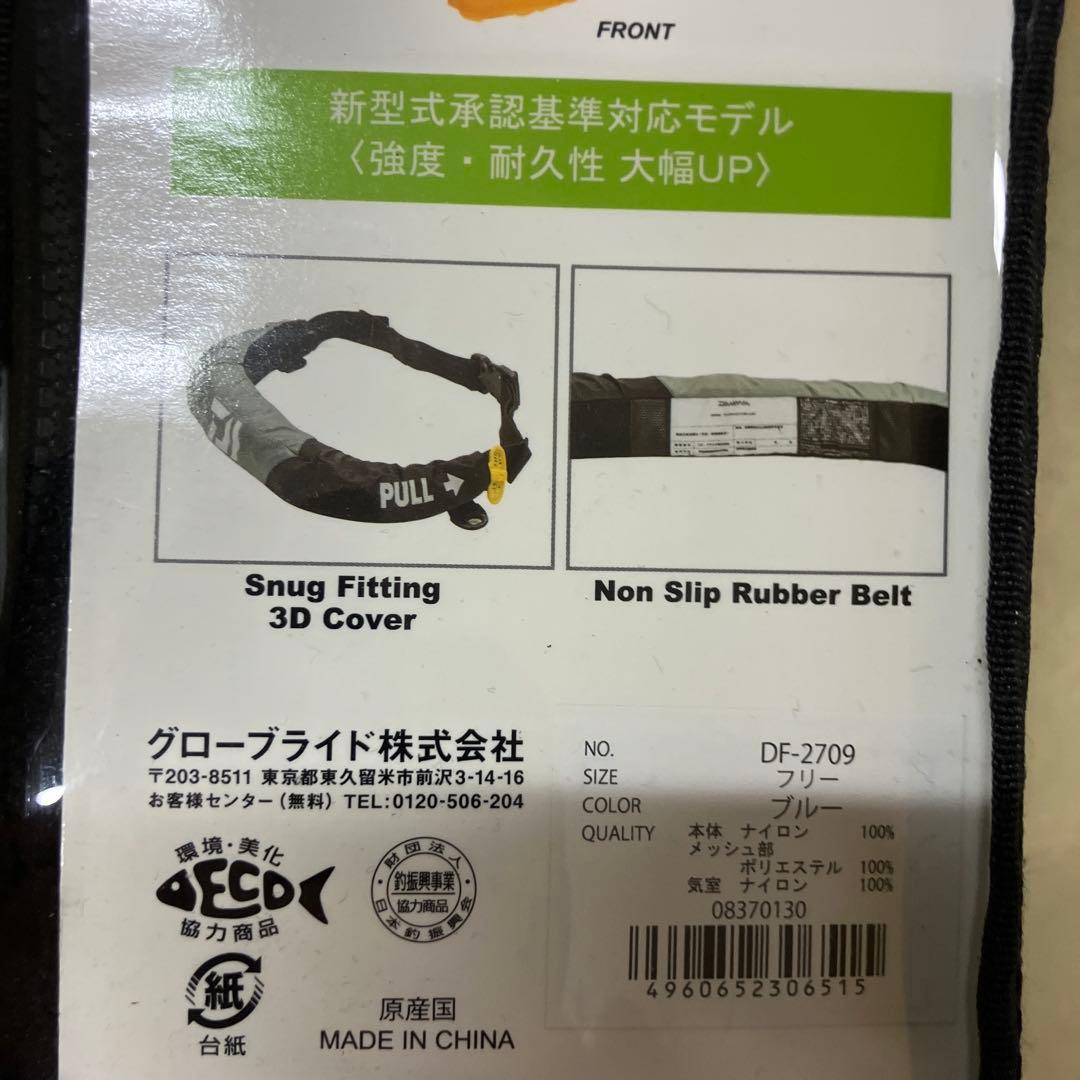 FRONT
新型式承認基準対応モデル
〈強度・耐久性 大幅UP〉
PULL
DAIWA
Snug Fitting
3D Cover
Non Slip Rubber Belt
グローブライド株式会社
〒203-8511 東京都東久留米市前沢3-14-16
お客様センター(無料) TEL:0120-506-204
環境・美化
ECO
協力商品
財団法人
釣振興事業
協力商品
日本釣振興会
紙
台紙
原産国
MADE IN CHINA
NO. DF-2709
SIZE フリー
COLOR ブルー
QUALITY 本体 ナイロン 100%
メッシュ部
ポリエステル 100%
気室 ナイロン 100%
08370130
4960652306515